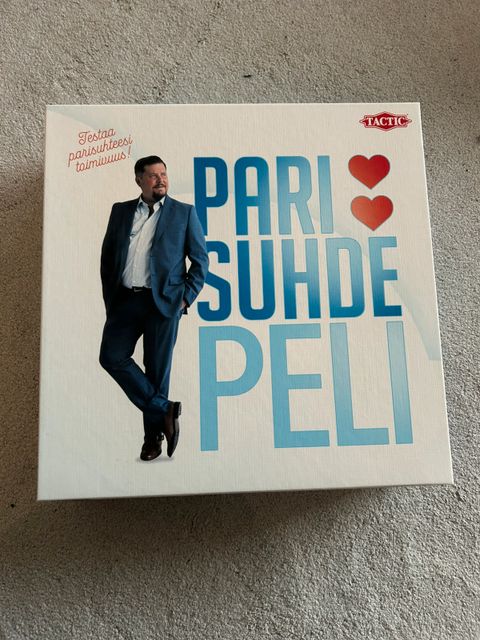 Testaa
parisuhteesi
toimivuus!
TACTIC
PARI
SUHDE
PELI